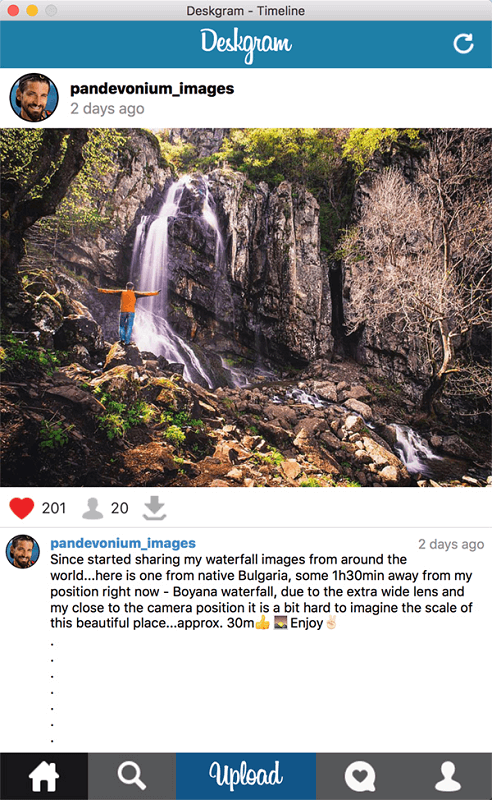 Deskgram - Timeline
Deskgram
pandevonium_images
2 days ago
201 20
pandevonium_images 2 days ago
Since started sharing my waterfall images from around the
world...here is one from native Bulgaria, some 1h30min away from my
position right now - Boyana waterfall, due to the extra wide lens and
my close to the camera position it is a bit hard to imagine the scale of
this beautiful place...approx. 30m👍🌄Enjoy✌🏻
.
.
.
.
.
.
.
Upload